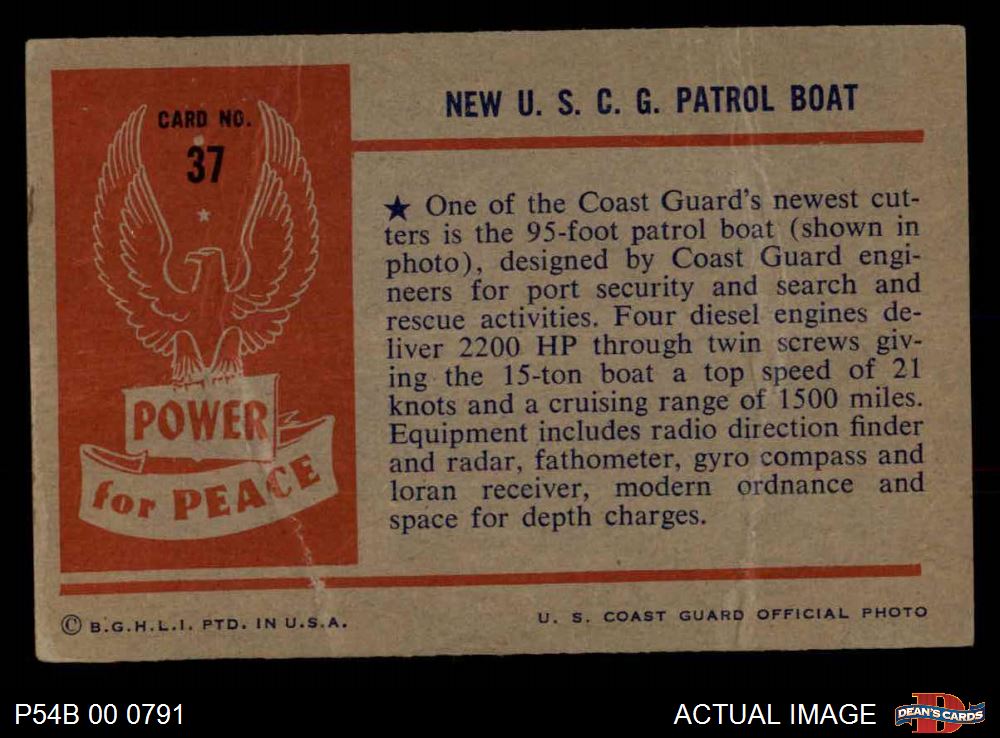 CARD NO.
37
POWER
for PEACE
NEW U. S. C. G. PATROL BOAT
★ One of the Coast Guard's newest cut-
ters is the 95-foot patrol boat (shown in
photo), designed by Coast Guard engi-
neers for port security and search and
rescue activities. Four diesel engines de-
liver 2200 HP through twin screws giv-
ing the 15-ton boat a top speed of 21
knots and a cruising range of 1500 miles.
Equipment includes radio direction finder
and radar, fathometer, gyro compass and
loran receiver, modern ordnance and
space for depth charges.
© B.G.H.L.I. PTD. IN U.S.A.
U. S. COAST GUARD OFFICIAL PHOTO
P54B 00 0791
ACTUAL IMAGE
DEAN'S CARDS